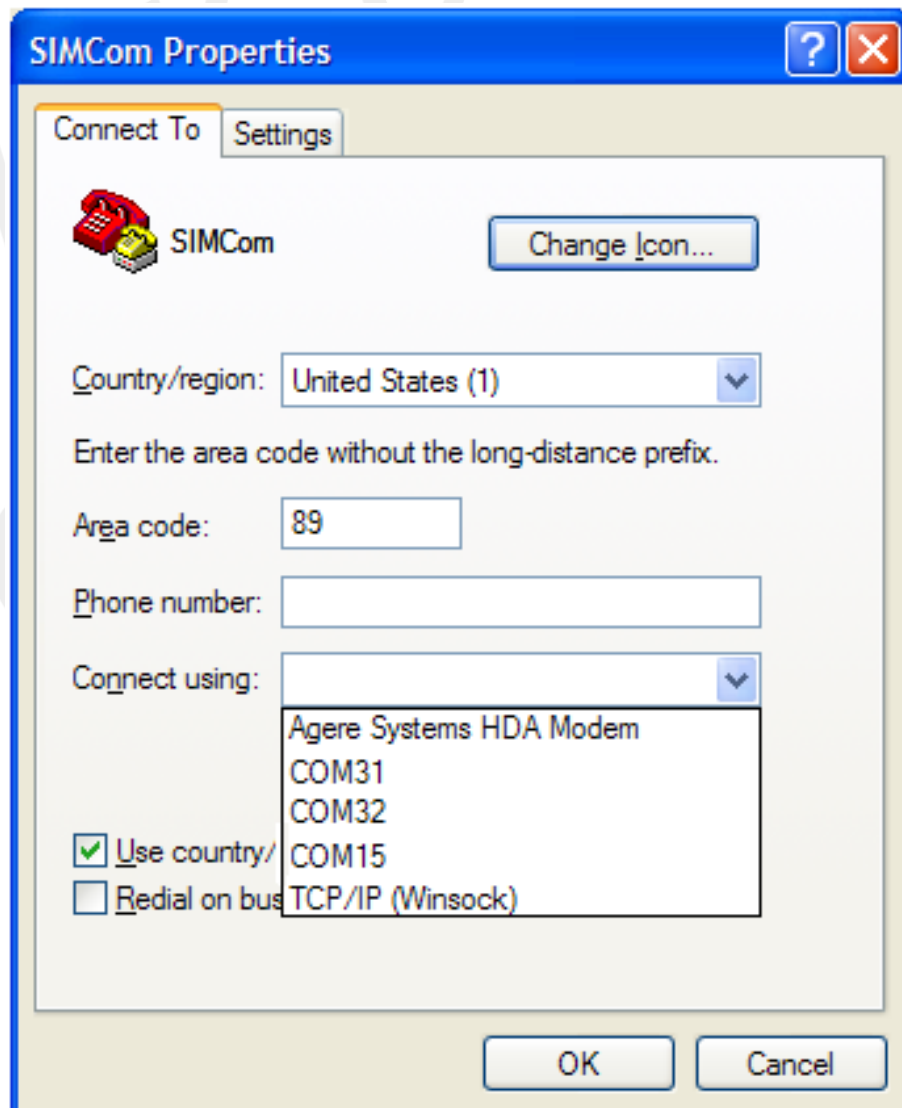 SIMCom Properties
Connect To Settings
SIMCom Change Icon...
Country/region: United States (1)
Enter the area code without the long-distance prefix.
Area code: 89
Phone number:
Connect using:
Agere Systems HDA Modem
COM31
COM32
Use country/ COM15
Redial on bus TCP/IP (Winsock)
OK Cancel